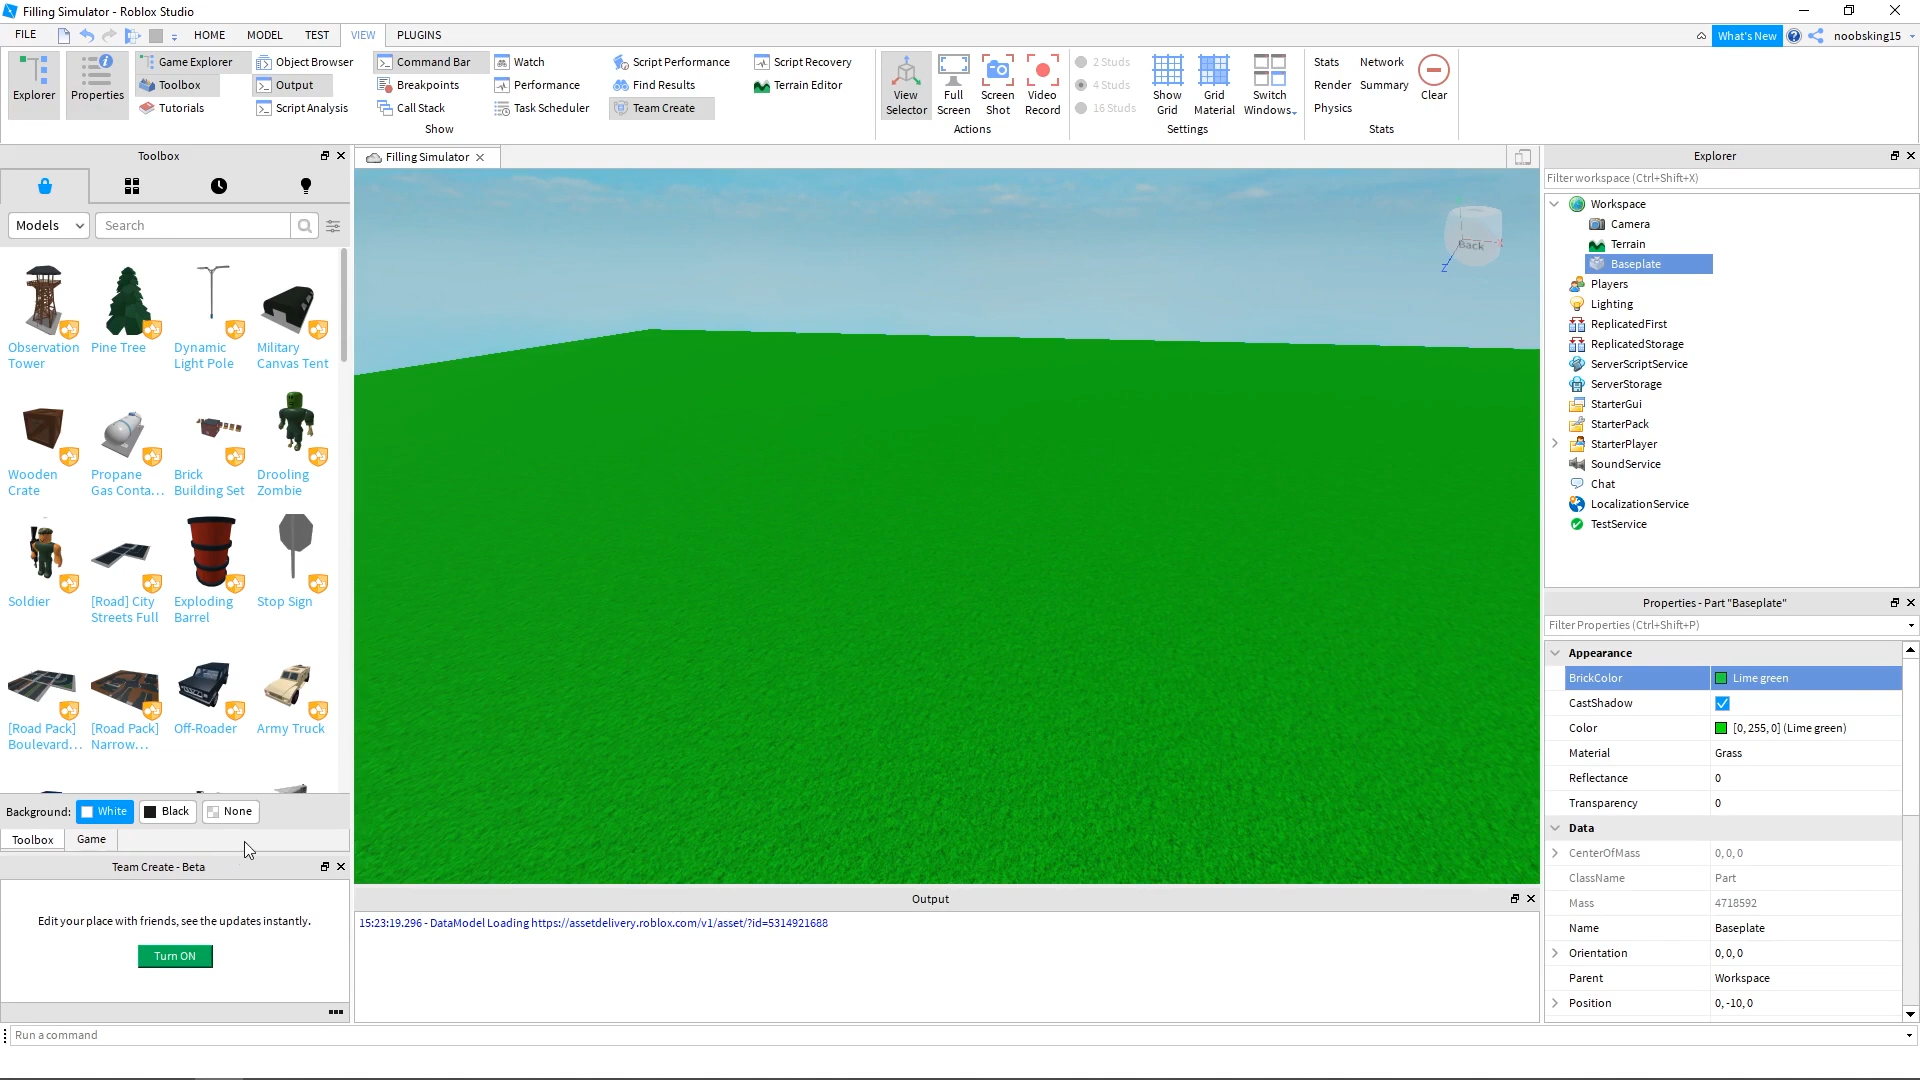 Filling Simulator - Roblox Studio
FILE
HOME
MODEL
TEST
VIEW
PLUGINS
What's New
noobsking15
Explorer
Properties
Game Explorer
Toolbox
Tutorials
Object Browser
Output
Script Analysis
Command Bar
Breakpoints
Call Stack
Watch
Performance
Task Scheduler
Script Performance
Find Results
Team Create
Script Recovery
Terrain Editor
Show
View
Selector
Full
Screen
Screen
Shot
Video
Record
Actions
2 Studs
4 Studs
16 Studs
Show
Grid
Grid
Material
Switch
Windows
Settings
Stats
Network
Render
Summary
Physics
Clear
Stats
Toolbox
Models
Search
Observation
Tower
Pine Tree
Dynamic
Light Pole
Military
Canvas Tent
Wooden
Crate
Propane
Gas Conta...
Brick
Building Set
Drooling
Zombie
Soldier
[Road] City
Streets Full
Exploding
Barrel
Stop Sign
[Road Pack]
Boulevard...
[Road Pack]
Narrow...
Off-Roader
Army Truck
Background:
White
Black
None
Toolbox
Game
Team Create - Beta
Edit your place with friends, see the updates instantly.
Turn ON
Filling Simulator
Back
X
Z
Output
15:23:19.296 - DataModel Loading https://assetdelivery.roblox.com/v1/asset/?id=5314921688
Explorer
Filter workspace (Ctrl+Shift+X)
Workspace
Camera
Terrain
Baseplate
Players
Lighting
ReplicatedFirst
ReplicatedStorage
ServerScriptService
ServerStorage
StarterGui
StarterPack
StarterPlayer
SoundService
Chat
LocalizationService
TestService
Properties - Part "Baseplate"
Filter Properties (Ctrl+Shift+P)
Appearance
BrickColor Lime green
CastShadow
Color [0, 255, 0] (Lime green)
Material Grass
Reflectance 0
Transparency 0
Data
CenterOfMass 0, 0, 0
ClassName Part
Mass 4718592
Name Baseplate
Orientation 0, 0, 0
Parent Workspace
Position 0, -10, 0
Run a command